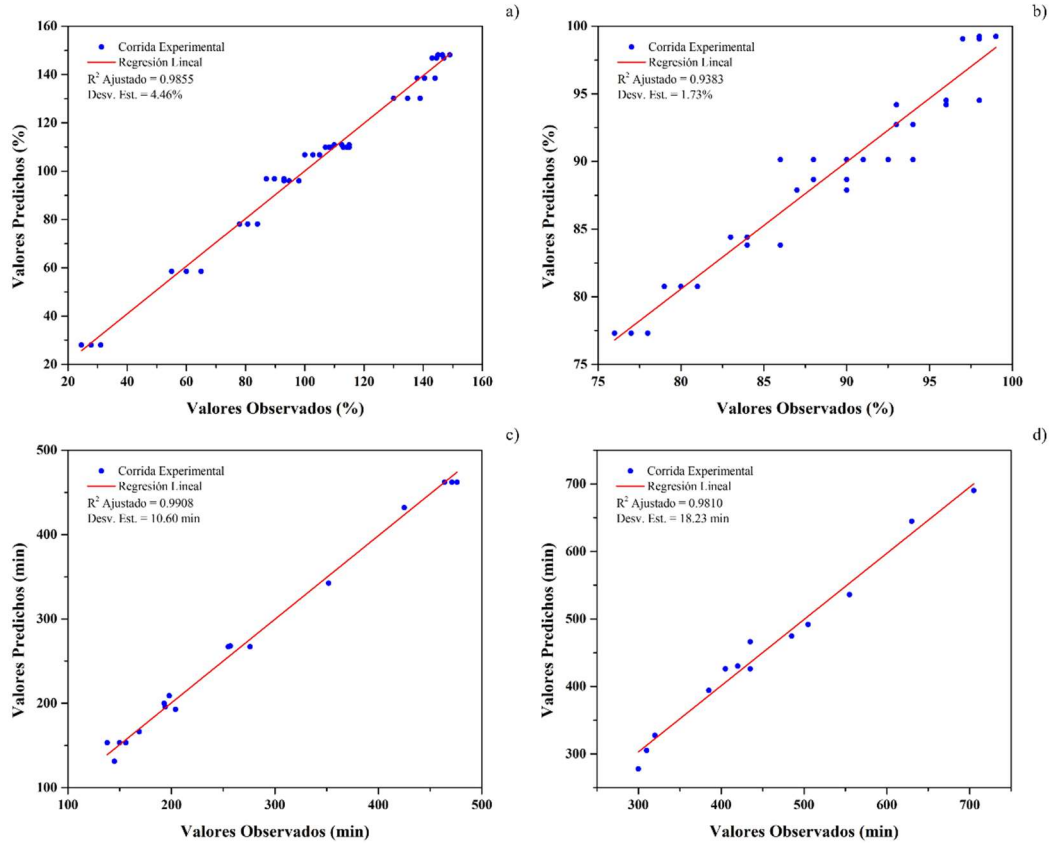 a)
160
140
120
100
80
60
40
20
Valores Predichos (%)
Corrida Experimental
Regresión Lineal
R² Ajustado = 0.9855
Desv. Est. = 4.46%
20 40 60 80 100 120 140 160
Valores Observados (%)
b)
100
95
90
85
80
75
Valores Predichos (%)
Corrida Experimental
Regresión Lineal
R² Ajustado = 0.9383
Desv. Est. = 1.73%
75 80 85 90 95 100
Valores Observados (%)
c)
500
400
300
200
100
Valores Predichos (min)
Corrida Experimental
Regresión Lineal
R² Ajustado = 0.9908
Desv. Est. = 10.60 min
100 200 300 400 500
Valores Observados (min)
d)
700
600
500
400
300
Valores Predichos (min)
Corrida Experimental
Regresión Lineal
R² Ajustado = 0.9810
Desv. Est. = 18.23 min
300 400 500 600 700
Valores Observados (min)